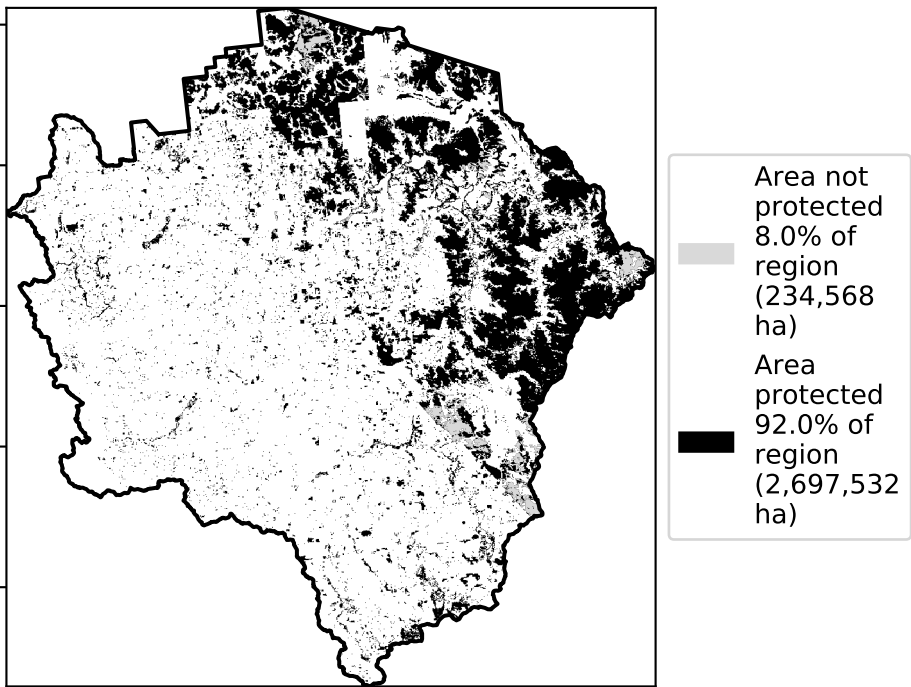 Area not
protected
8.0% of
region
(234,568
ha)
Area
protected
92.0% of
region
(2,697,532
ha)